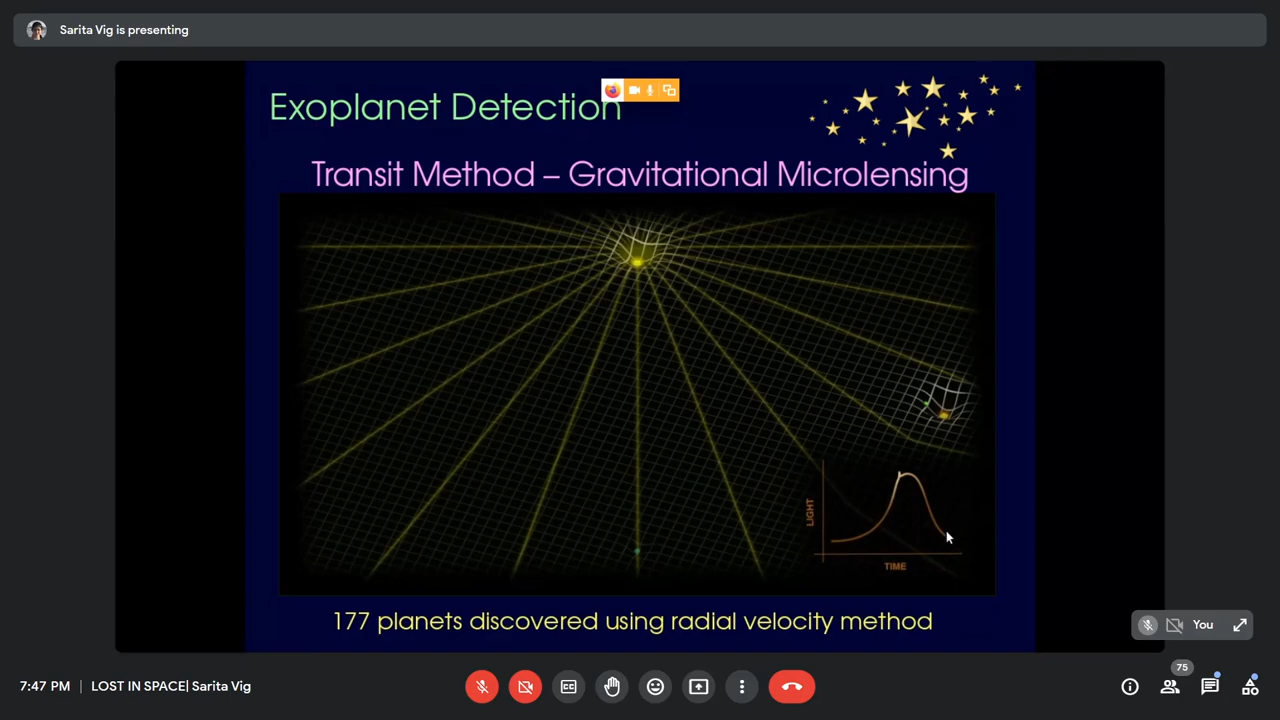 Sarita Vig is presenting
Exoplanet Detection
Transit Method – Gravitational Microlensing
LIGHT
TIME
177 planets discovered using radial velocity method
You
75
7:47 PM | LOST IN SPACE| Sarita Vig